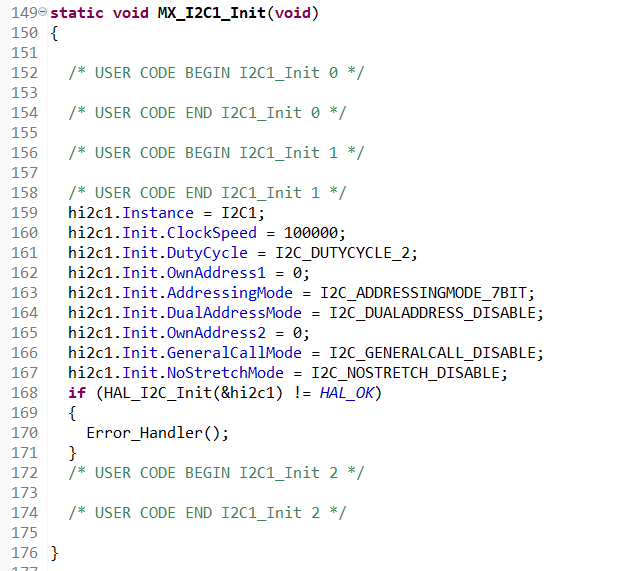 149 static void MX_I2C1_Init(void)
150 {
151
152 /* USER CODE BEGIN I2C1_Init 0 */
153
154 /* USER CODE END I2C1_Init 0 */
155
156 /* USER CODE BEGIN I2C1_Init 1 */
157
158 /* USER CODE END I2C1_Init 1 */
159 hi2c1.Instance = I2C1;
160 hi2c1.Init.ClockSpeed = 100000;
161 hi2c1.Init.DutyCycle = I2C_DUTYCYCLE_2;
162 hi2c1.Init.OwnAddress1 = 0;
163 hi2c1.Init.AddressingMode = I2C_ADDRESSINGMODE_7BIT;
164 hi2c1.Init.DualAddressMode = I2C_DUALADDRESS_DISABLE;
165 hi2c1.Init.OwnAddress2 = 0;
166 hi2c1.Init.GeneralCallMode = I2C_GENERALCALL_DISABLE;
167 hi2c1.Init.NoStretchMode = I2C_NOSTRETCH_DISABLE;
168 if (HAL_I2C_Init(&hi2c1) != HAL_OK)
169 {
170 Error_Handler();
171 }
172 /* USER CODE BEGIN I2C1_Init 2 */
173
174 /* USER CODE END I2C1_Init 2 */
175
176 }
177